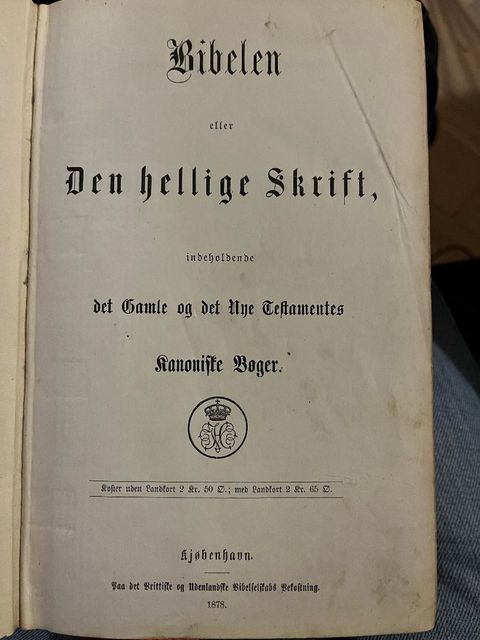 Bibelen
eller
Den hellige Skrift,
indeholdende
det Gamle og det Nye Testamentes
Kanoniske Bøger.
Koster uden Landkort 2 Kr. 50 Ø.; med Landkort 2 Kr. 65 Ø.
Kjøbenhavn.
Paa det Brittiske og Udenlandske Bibelselskabs Bekostning.
1878.